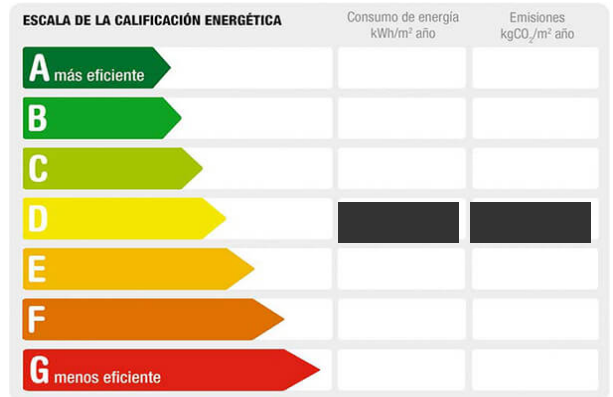 ESCALA DE LA CALIFICACIÓN ENERGÉTICA
Consumo de energía
kWh/m² año
Emisiones
kgCO₂/m² año
A más eficiente
B
C
D
E
F
G menos eficiente